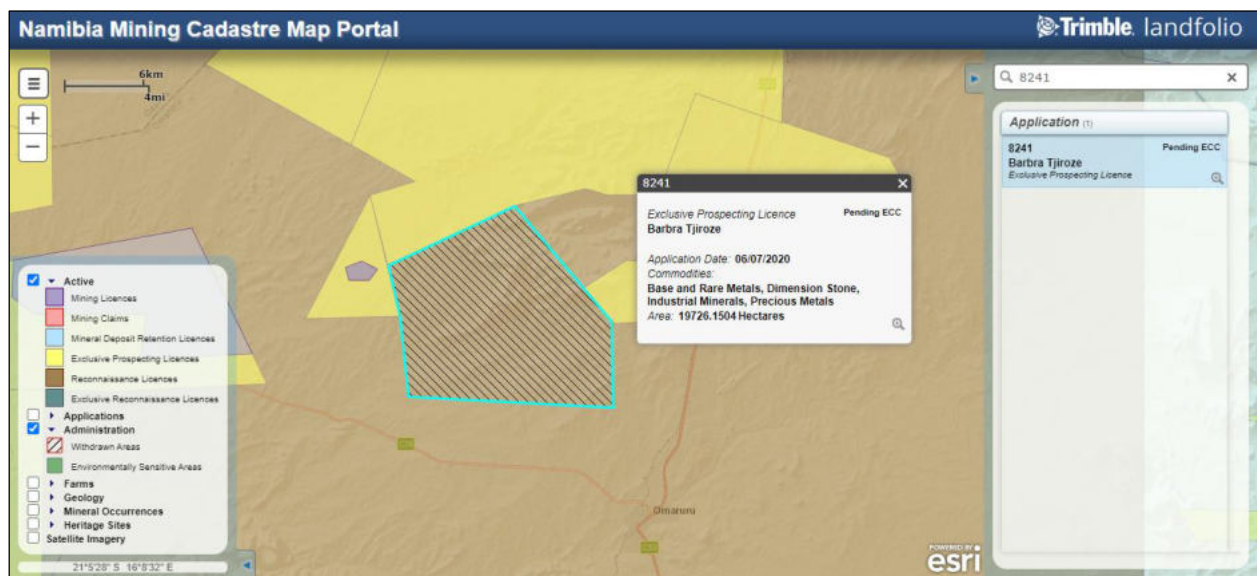 Namibia Mining Cadastre Map Portal
Trimble. landfolio
6km
4mi
+
−
8241
Application (1)
8241 Pending ECC
Barbra Tjiroze
Exclusive Prospecting Licence
8241
Exclusive Prospecting Licence Pending ECC
Barbra Tjiroze
Application Date: 06/07/2020
Commodities:
Base and Rare Metals, Dimension Stone,
Industrial Minerals, Precious Metals
Area: 19726.1504 Hectares
Active
Mining Licences
Mining Claims
Mineral Deposit Retention Licences
Exclusive Prospecting Licences
Reconnaissance Licences
Exclusive Reconnaissance Licences
Applications
Administration
Withdrawn Areas
Environmentally Sensitive Areas
Farms
Geology
Mineral Occurrences
Heritage Sites
Satellite Imagery
21°5'28" S 16°8'32" E
Omaruru
POWERED BY
esri